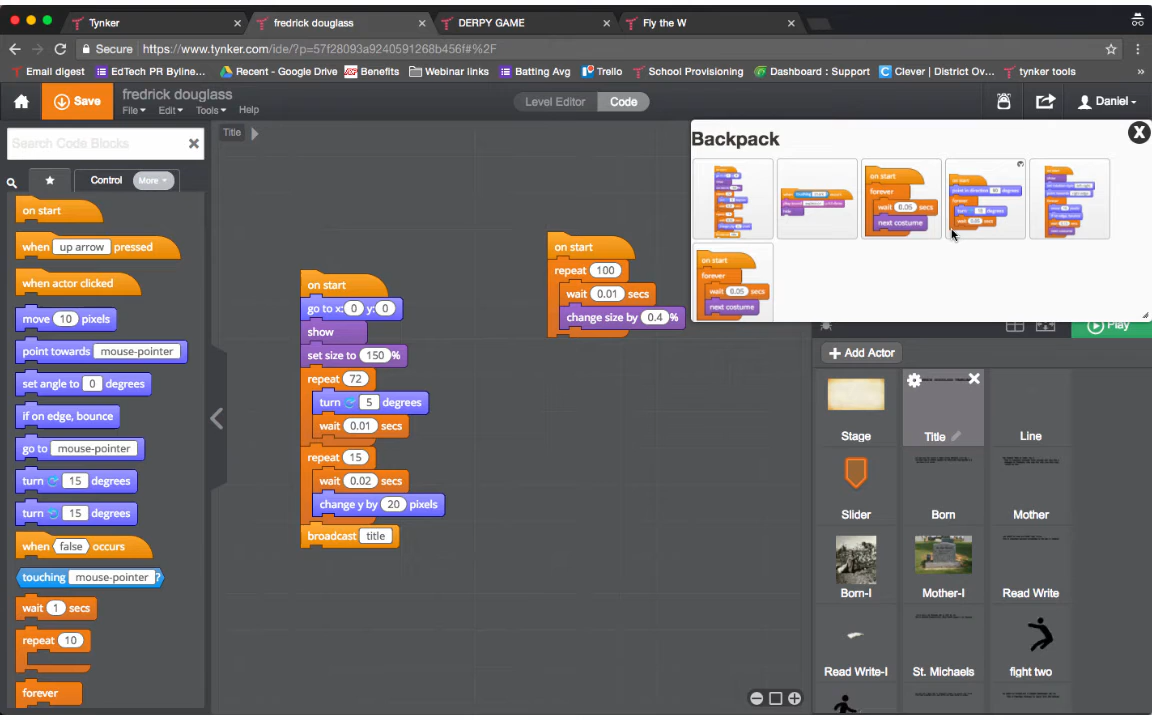 Tynker
fredrick douglass
DERPY GAME
Fly the W
Secure
https://www.tynker.com/ide/?p=57f28093a9240591268b456f#%2F
Email digest
EdTech PR Byline...
Recent - Google Drive
Benefits
Webinar links
Batting Avg
Trello
School Provisioning
Dashboard : Support
Clever | District Ov...
tynker tools
»
Save
fredrick douglass
File
Edit
Tools
Help
Level Editor
Code
Daniel
Search Code Blocks
Control
More
on start
when up arrow pressed
when actor clicked
move 10 pixels
point towards mouse-pointer
set angle to 0 degrees
if on edge, bounce
go to mouse-pointer
turn 15 degrees
turn 15 degrees
when false occurs
touching mouse-pointer ?
wait 1 secs
repeat 10
forever
Title
on start
go to x: 0 y: 0
show
set size to 150 %
repeat 72
turn 5 degrees
wait 0.01 secs
repeat 15
wait 0.02 secs
change y by 20 pixels
broadcast title
on start
repeat 100
wait 0.01 secs
change size by 0.4 %
Backpack
X
on start
forever
wait 0.05 secs
next costume
on start
forever
wait 0.05 secs
next costume
Play
+ Add Actor
Stage
Title
Line
Slider
Born
Mother
Born-I
Mother-I
Read Write
Read Write-I
St. Michaels
fight two